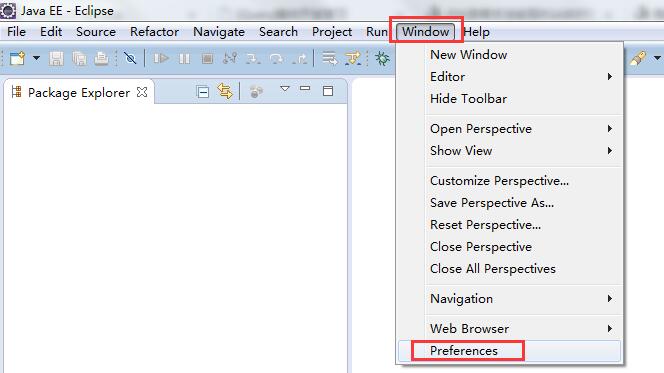 Java EE - Eclipse
File Edit Source Refactor Navigate Search Project Run Window Help
Package Explorer
New Window
Editor
Hide Toolbar
Open Perspective
Show View
Customize Perspective...
Save Perspective As...
Reset Perspective...
Close Perspective
Close All Perspectives
Navigation
Web Browser
Preferences